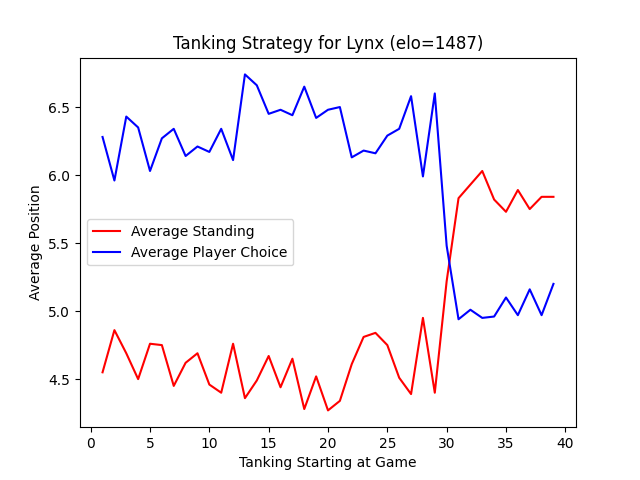 Tanking Strategy for Lynx (elo=1487)
6.5
6.0
5.5
5.0
4.5
Average Position
Average Standing
Average Player Choice
0 5 10 15 20 25 30 35 40
Tanking Starting at Game